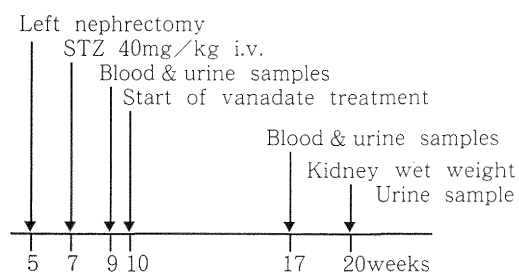 Left nephrectomy
STZ 40mg/kg i.v.
Blood & urine samples
Start of vanadate treatment
Blood & urine samples
Kidney wet weight
Urine sample
5 7 9 10 17 20weeks